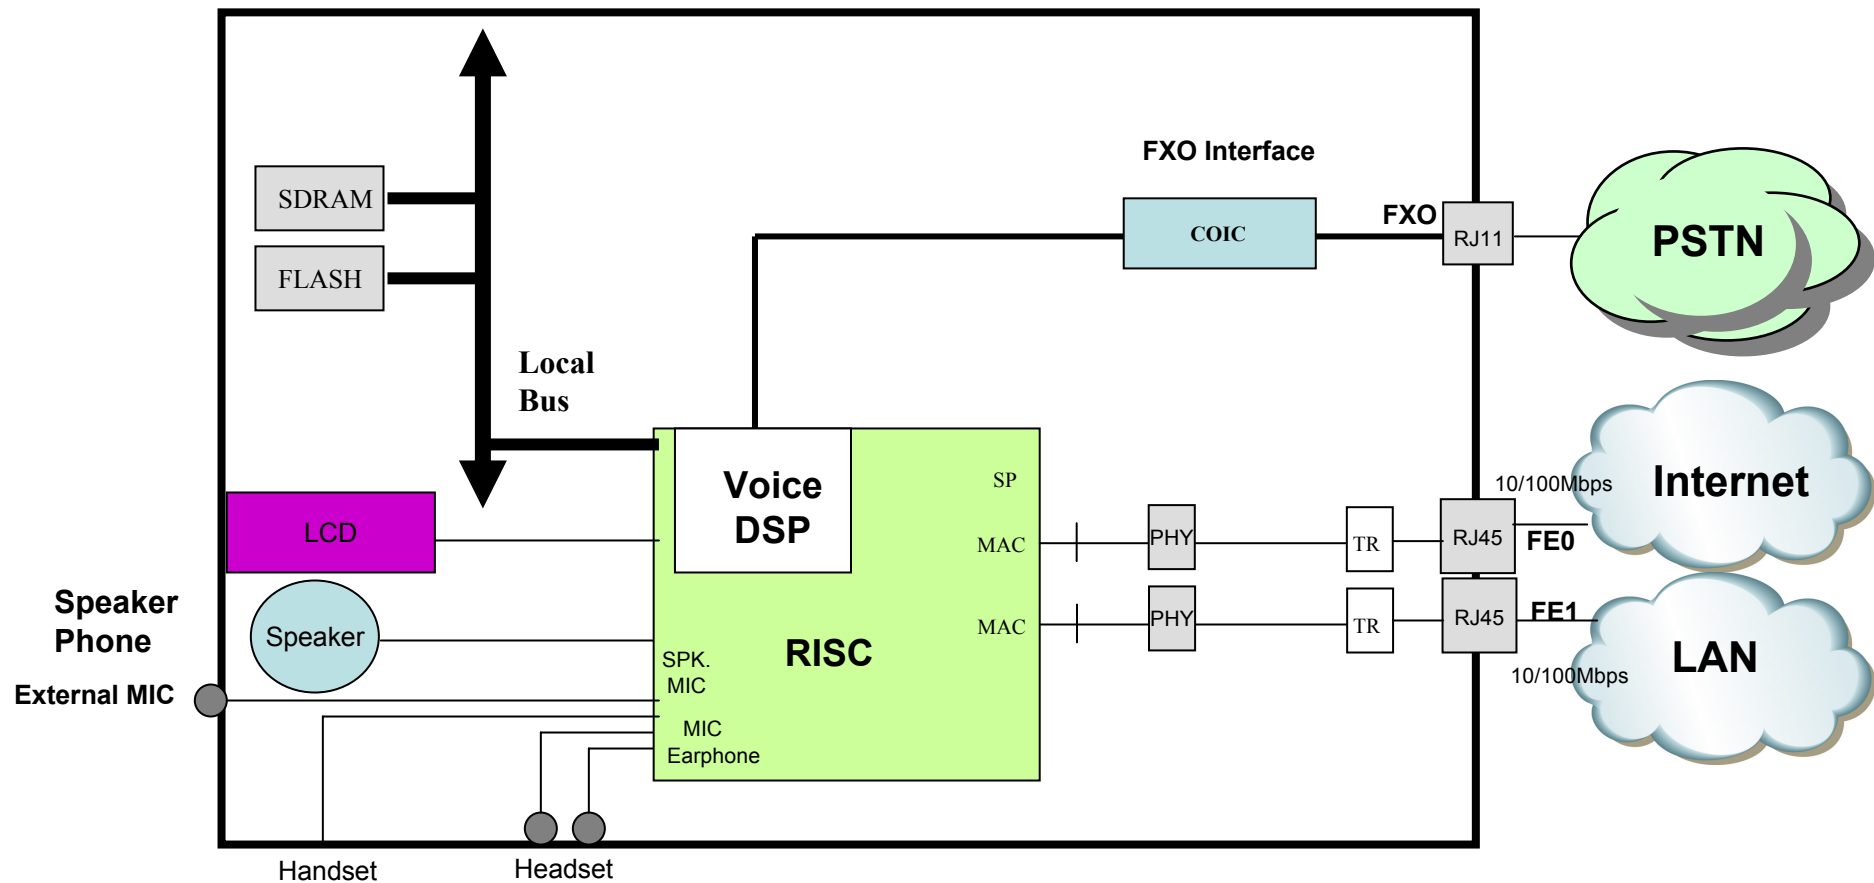 FXO Interface
SDRAM
COIC
FXO
RJ11
PSTN
FLASH
Local
Bus
Voice
DSP
SP
10/100Mbps
Internet
LCD
MAC
PHY
TR
RJ45
FE0
Speaker
Phone
Speaker
RISC
MAC
PHY
TR
RJ45
FE1
LAN
10/100Mbps
SPK.
MIC
External MIC
MIC
Earphone
Handset
Headset